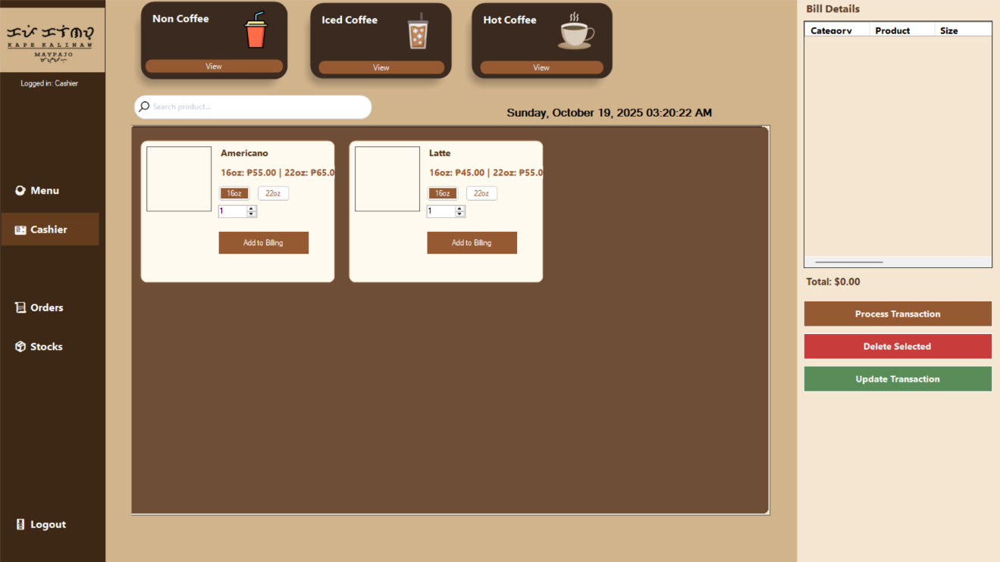 KAPE KALINAW
MAYPAJO
Logged in: Cashier
Menu
Cashier
Orders
Stocks
Logout
Non Coffee
View
Iced Coffee
View
Hot Coffee
View
Search product...
Sunday, October 19, 2025 03:20:22 AM
Americano
16oz: ₱55.00 | 22oz: ₱65.0
16oz 22oz
1
Add to Billing
Latte
16oz: ₱45.00 | 22oz: ₱55.0
16oz 22oz
1
Add to Billing
Bill Details
Category Product Size
Total: $0.00
Process Transaction
Delete Selected
Update Transaction